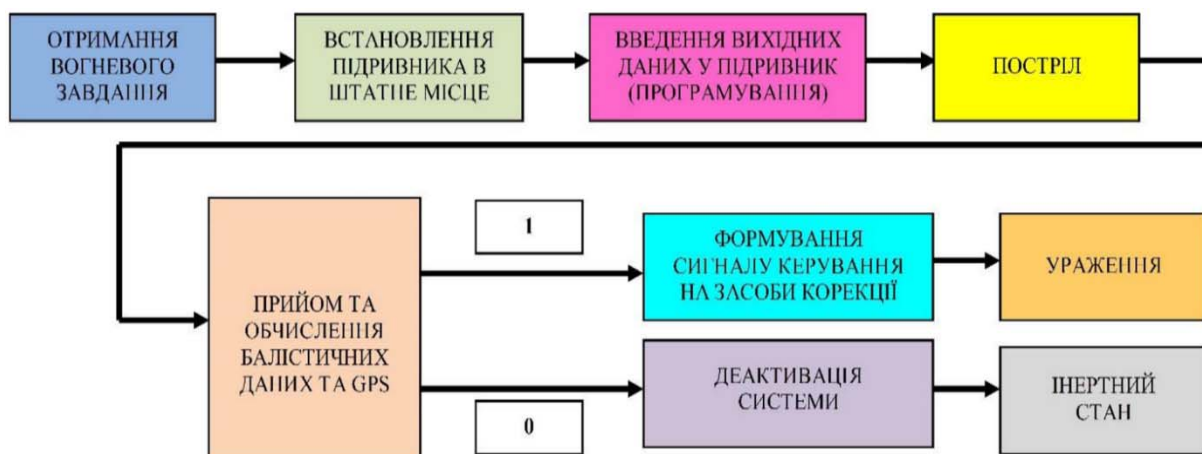 ОТРИМАННЯ
ВОГНЕВОГО
ЗАВДАННЯ
ВСТАНОВЛЕННЯ
ПІДРИВНИКА В
ШТАТНЕ МІСЦЕ
ВВЕДЕННЯ ВИХІДНИХ
ДАНИХ У ПІДРИВНИК
(ПРОГРАМУВАННЯ)
ПОСТРІЛ
ПРИЙОМ ТА
ОБЧИСЛЕННЯ
БАЛІСТИЧНИХ
ДАНИХ ТА GPS
1
ФОРМУВАННЯ
СИГНАЛУ КЕРУВАННЯ
НА ЗАСОБИ КОРЕКЦІЇ
УРАЖЕННЯ
0
ДЕАКТИВАЦІЯ
СИСТЕМИ
ІНЕРТНИЙ
СТАН